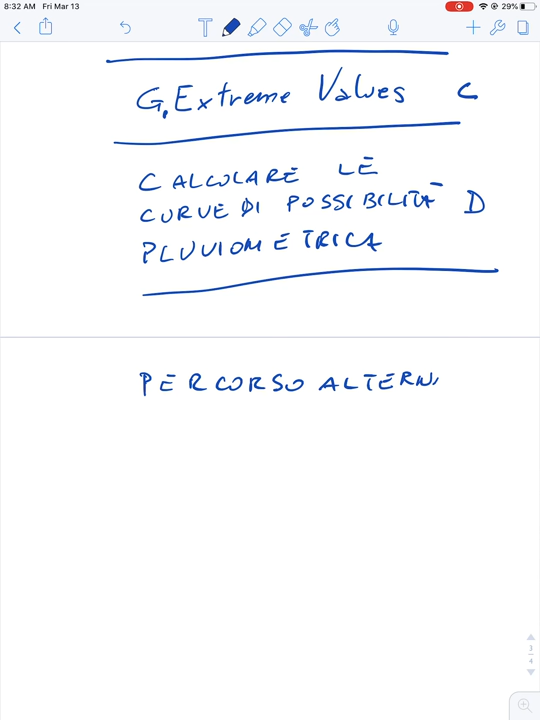 8:32 AM Fri Mar 13
29%
T
G. Extreme Values C
CALCOLARE LE
CURVE DI POSSIBILITÀ D
PLUVIOMETRICA
PERCORSO ALTERN
3
4